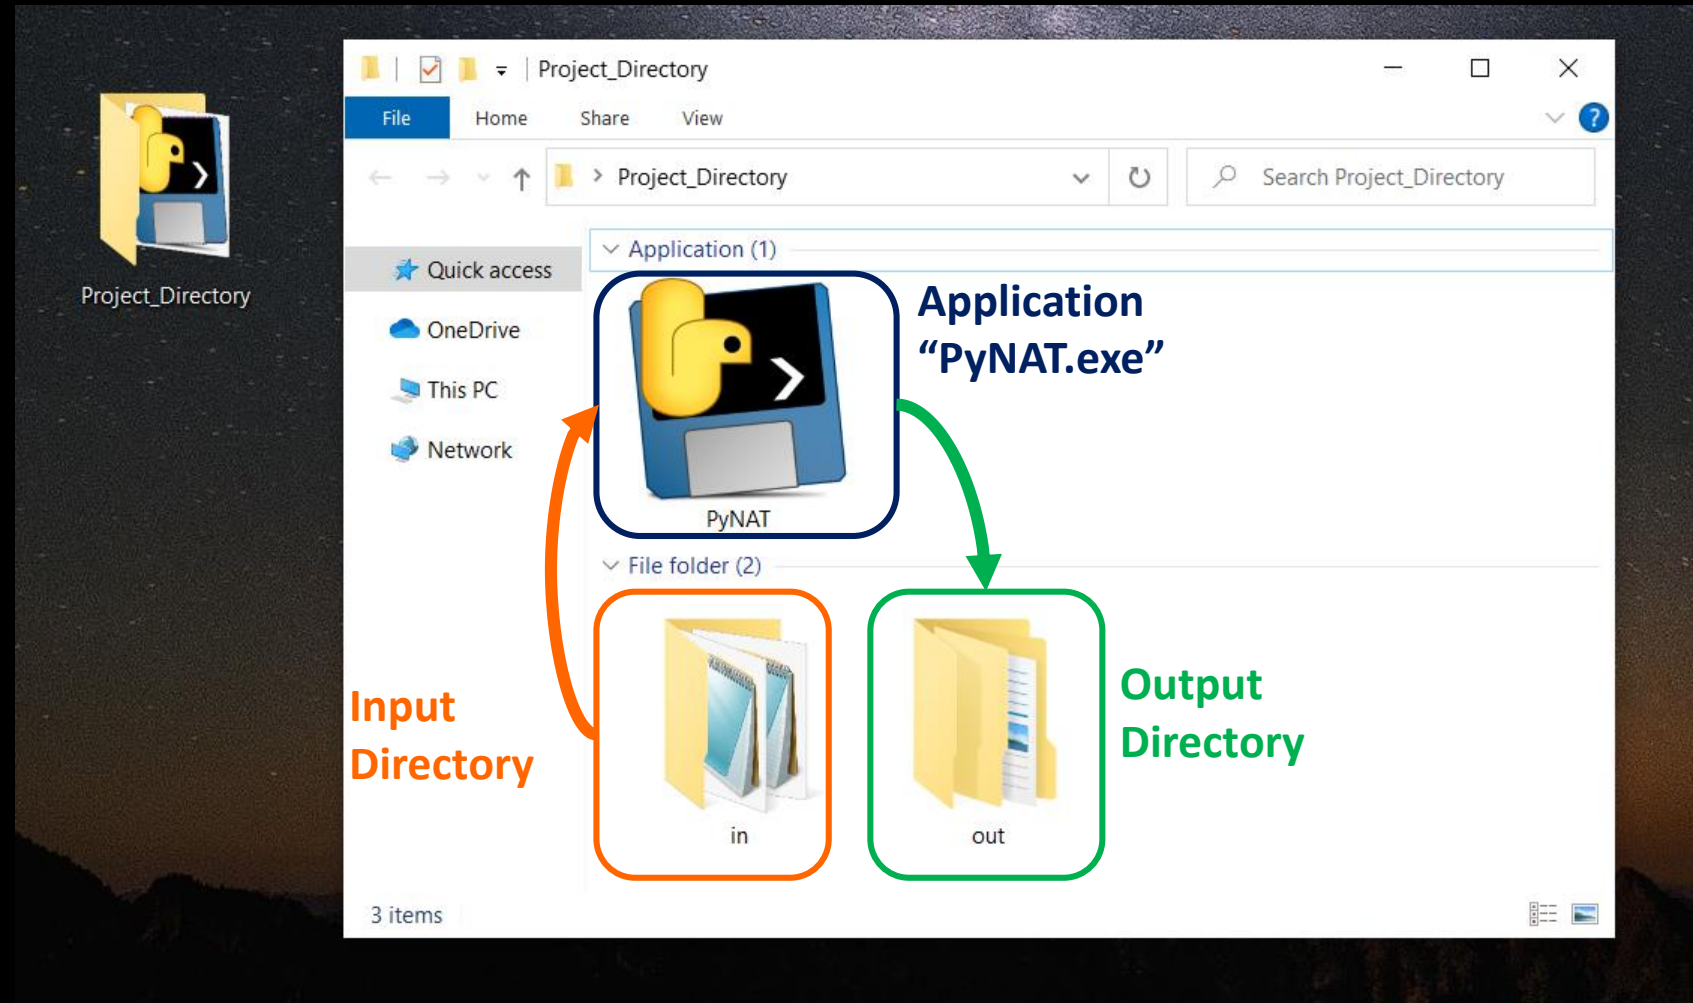 Project_Directory
Project_Directory
File Home Share View
?
Project_Directory
Search Project_Directory
Quick access
OneDrive
This PC
Network
Application (1)
Application
“PyNAT.exe”
PyNAT
File folder (2)
Input
Directory
in
out
Output
Directory
3 items